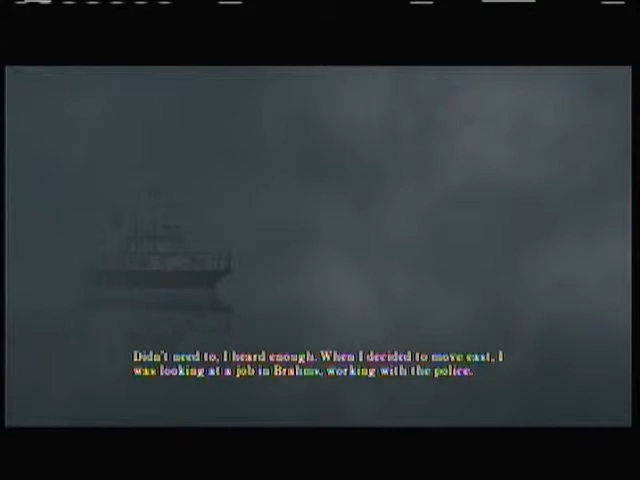 Didn't need to, I heard enough. When I decided to move east, I
was looking at a job in Brahms, working with the police.